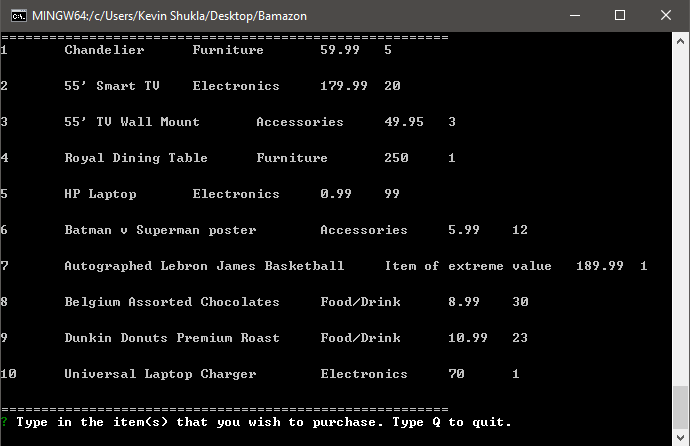 MINGW64:/c/Users/Kevin Shukla/Desktop/Bamazon
========================================================
1 Chandelier Furniture 59.99 5
2 55' Smart TV Electronics 179.99 20
3 55' TV Wall Mount Accessories 49.95 3
4 Royal Dining Table Furniture 250 1
5 HP Laptop Electronics 0.99 99
6 Batman v Superman poster Accessories 5.99 12
7 Autographed Lebron James Basketball Item of extreme value 189.99 1
8 Belgium Assorted Chocolates Food/Drink 8.99 30
9 Dunkin Donuts Premium Roast Food/Drink 10.99 23
10 Universal Laptop Charger Electronics 70 1
========================================================
? Type in the item(s) that you wish to purchase. Type Q to quit.